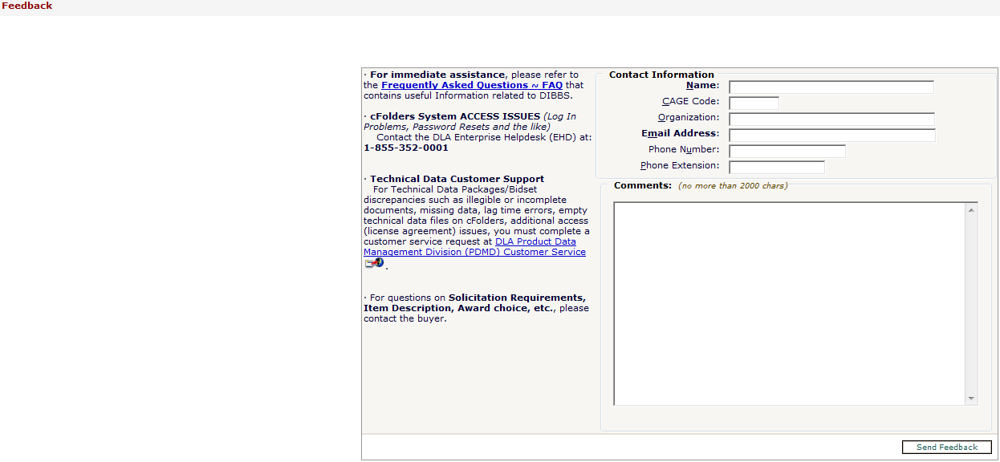 Feedback
· For immediate assistance, please refer to
the Frequently Asked Questions ~ FAQ that
contains useful Information related to DIBBS.
· cFolders System ACCESS ISSUES (Log In
Problems, Password Resets and the like)
Contact the DLA Enterprise Helpdesk (EHD) at:
1-855-352-0001
· Technical Data Customer Support
For Technical Data Packages/Bidset
discrepancies such as illegible or incomplete
documents, missing data, lag time errors, empty
technical data files on cFolders, additional access
(license agreement) issues, you must complete a
customer service request at DLA Product Data
Management Division (PDMD) Customer Service
.
· For questions on Solicitation Requirements,
Item Description, Award choice, etc., please
contact the buyer.
Contact Information
Name:
CAGE Code:
Organization:
Email Address:
Phone Number:
Phone Extension:
Comments: (no more than 2000 chars)
Send Feedback